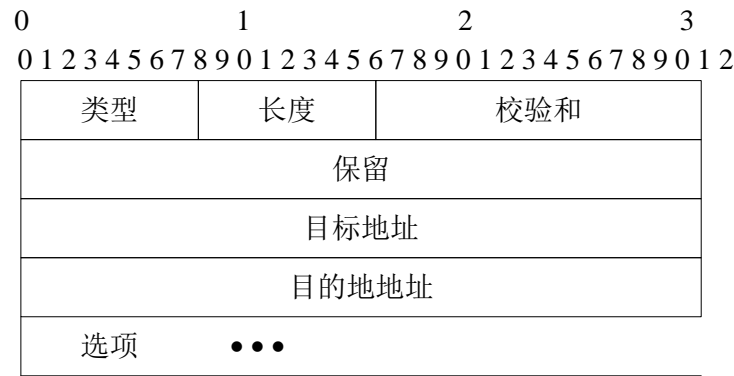 0 1 2 3
0 1 2 3 4 5 6 7 8 9 0 1 2 3 4 5 6 7 8 9 0 1 2 3 4 5 6 7 8 9 0 1 2
类型 长度 校验和
保留
目标地址
目的地地址
选项 •••